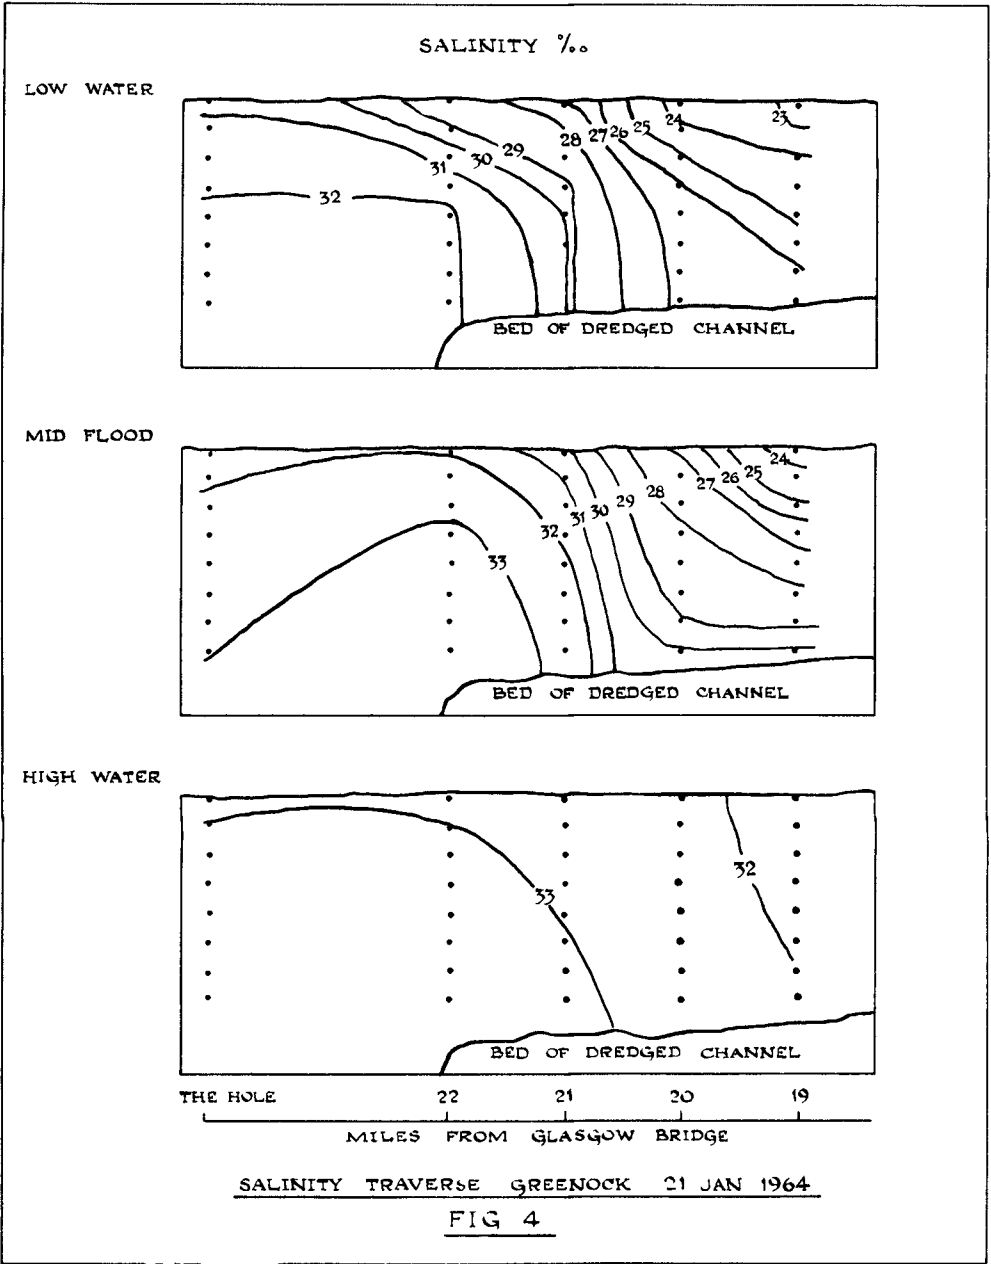 SALINITY ‰
LOW WATER
23
24
25
26
27
28
29
30
31
32
BED OF DREDGED CHANNEL
MID FLOOD
24
25
26
27
28
29
30
31
32
33
BED OF DREDGED CHANNEL
HIGH WATER
32
33
BED OF DREDGED CHANNEL
THE HOLE 22 21 20 19
MILES FROM GLASGOW BRIDGE
SALINITY TRAVERSE GREENOCK 21 JAN 1964
FIG 4